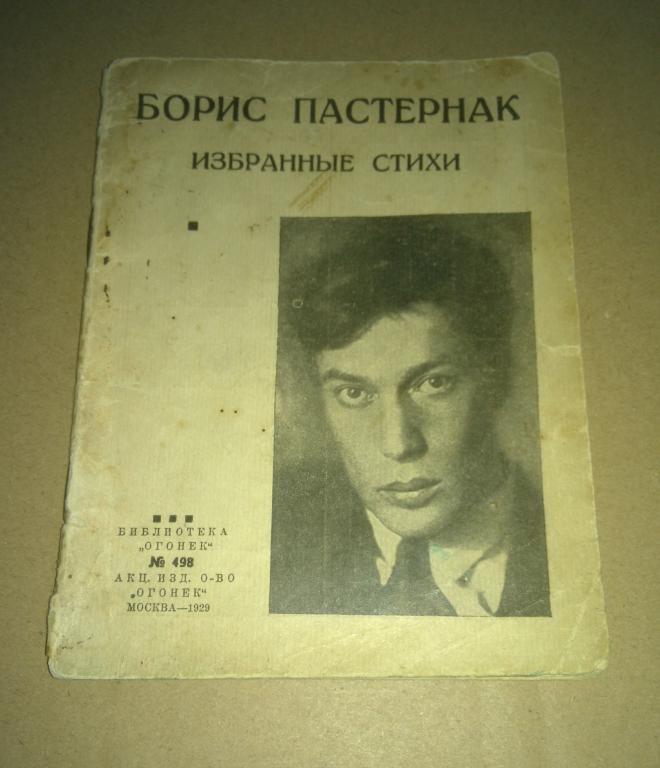 БОРИС ПАСТЕРНАК
ИЗБРАННЫЕ СТИХИ
БИБЛИОТЕКА
„ОГОНЕК“
№ 498
АКЦ. ИЗД. О-ВО
„ОГОНЕК“
МОСКВА—1929